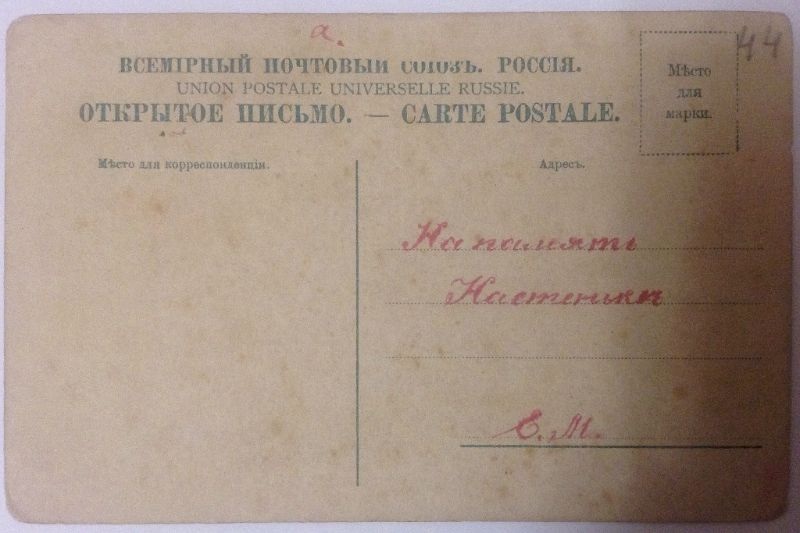 а.
44
ВСЕМІРНЫЙ ПОЧТОВЫЙ СОЮЗЪ. РОССІЯ.
UNION POSTALE UNIVERSELLE RUSSIE.
ОТКРЫТОЕ ПИСЬМО. — CARTE POSTALE.
Мѣсто
для
марки.
Мѣсто для корреспонденціи.
Адресъ.
На память
Настенькѣ
Е. М.